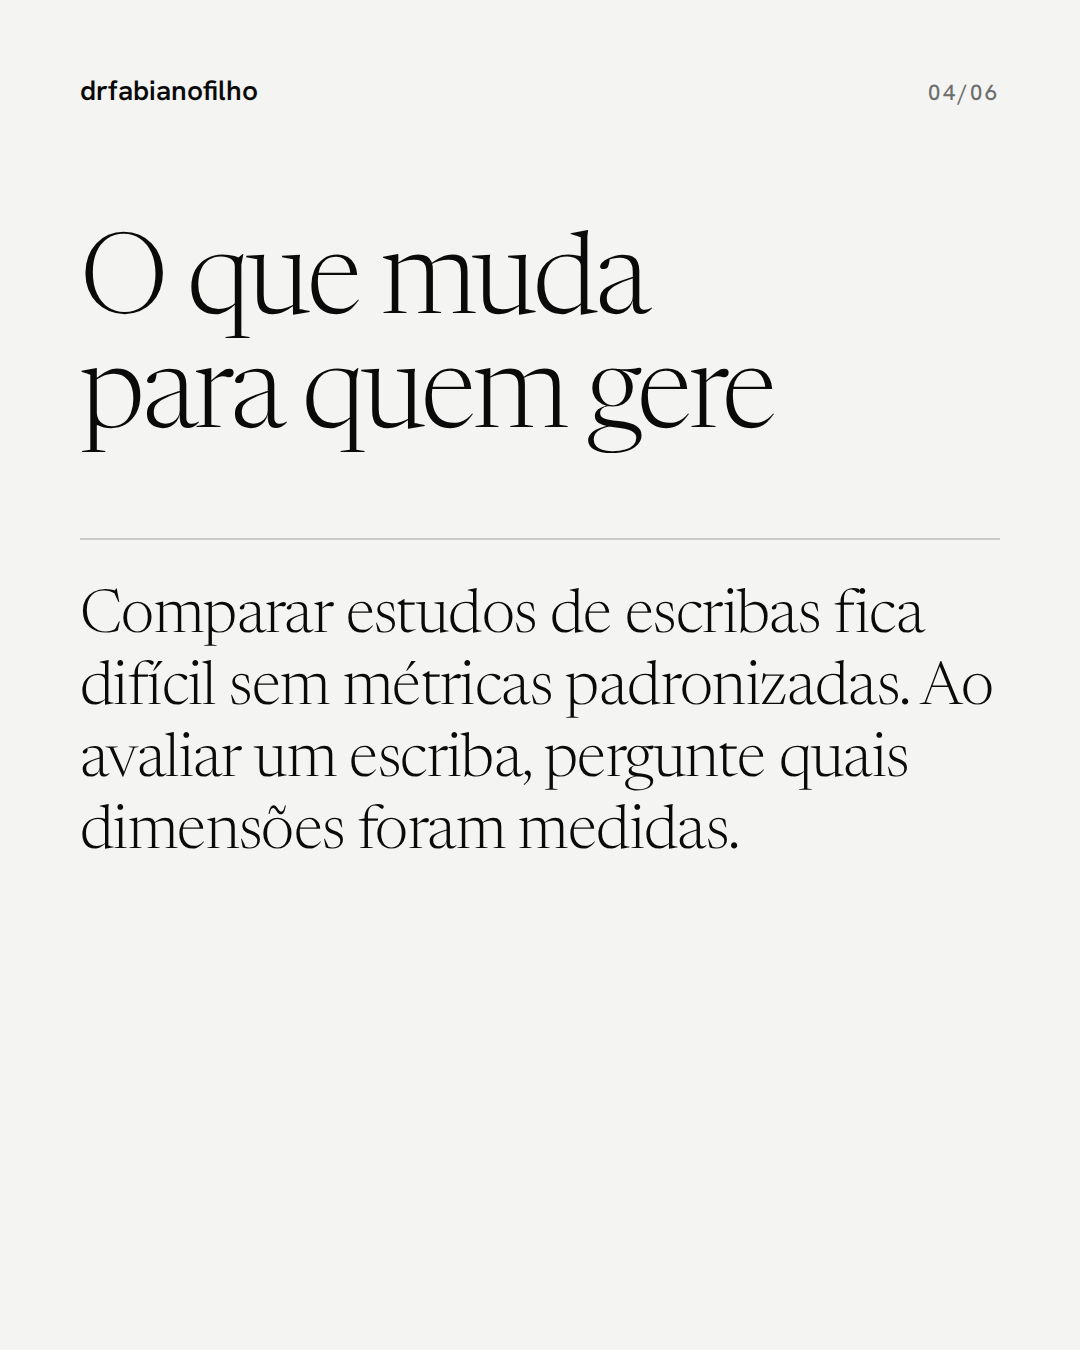 drfabianofilho
04/06
O que muda
para quem gere
Comparar estudos de escribas fica
difícil sem métricas padronizadas. Ao
avaliar um escriba, pergunte quais
dimensões foram medidas.